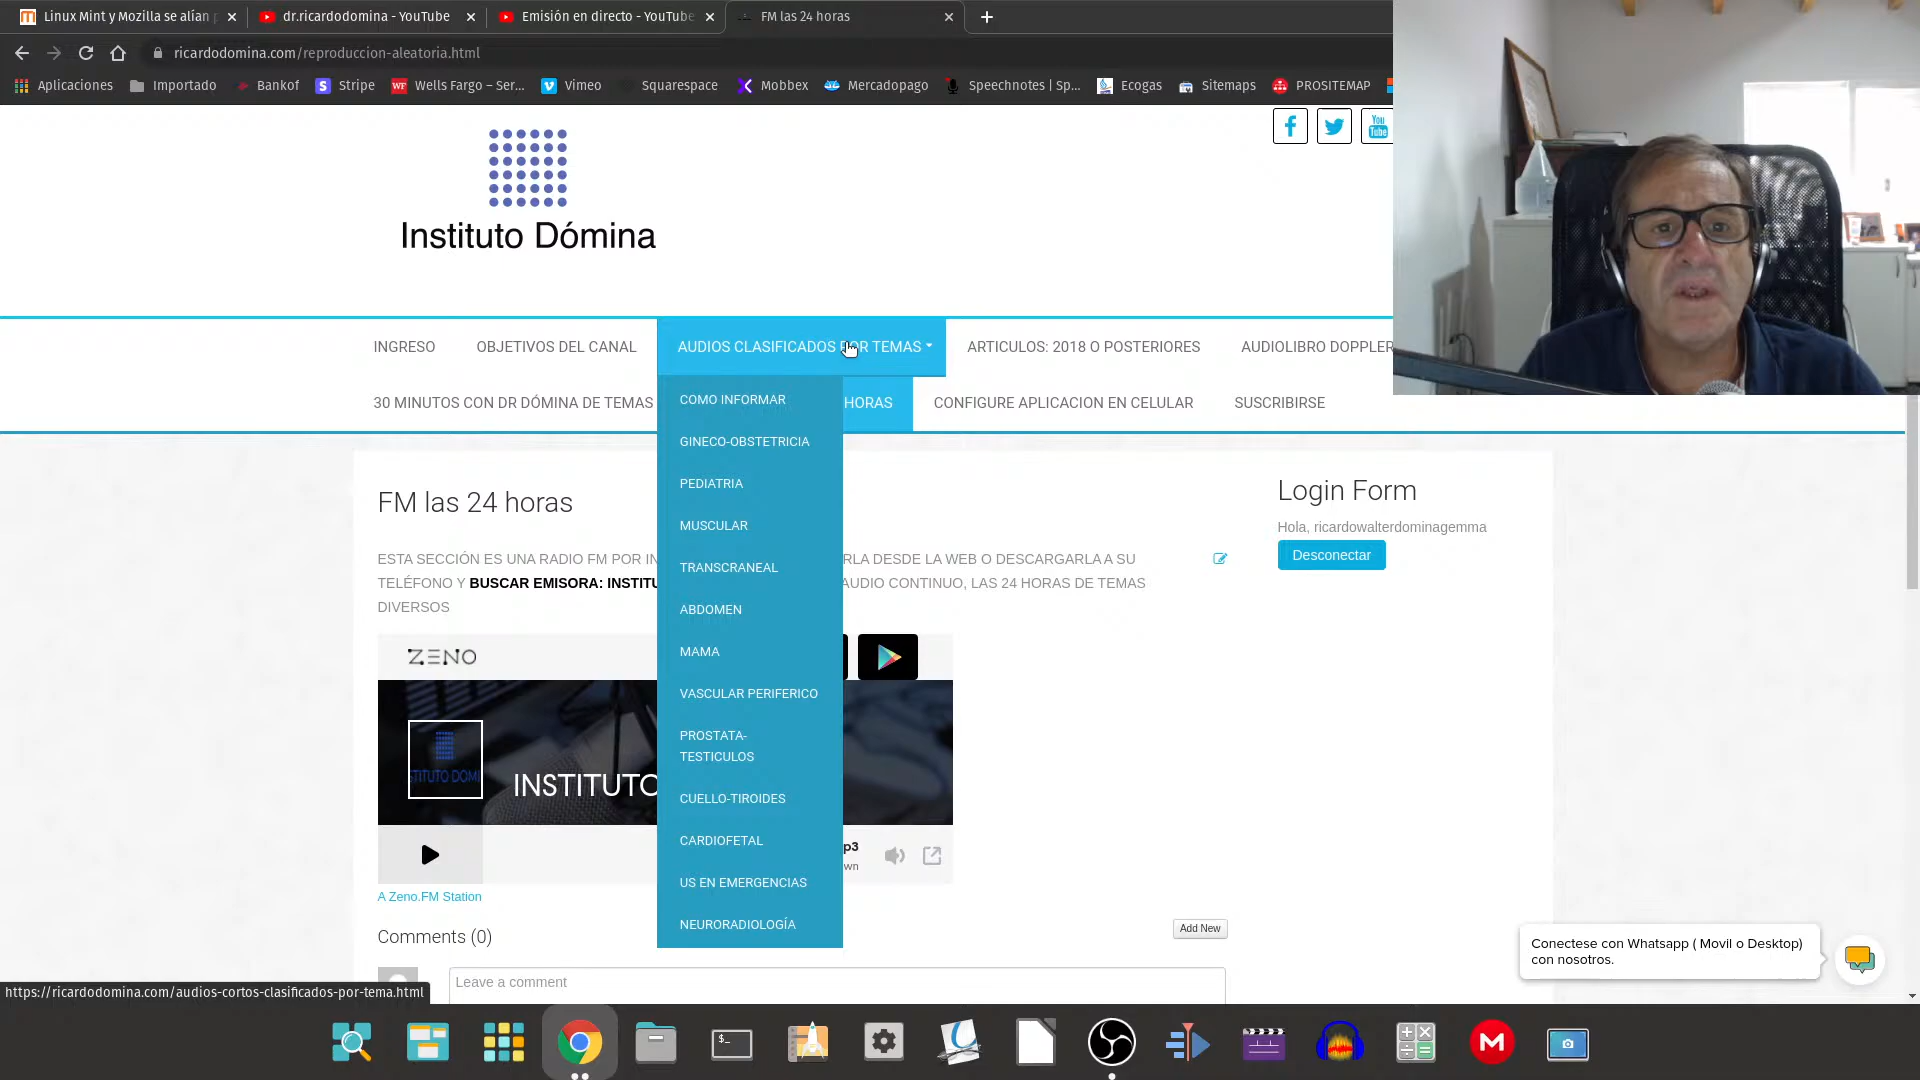 Linux Mint y Mozilla se alían
dr.ricardodomina - YouTube
Emisión en directo - YouTube
FM las 24 horas
ricardodomina.com/reproduccion-aleatoria.html
Aplicaciones
Importado
Bankof
Stripe
WF
Wells Fargo – Ser...
Vimeo
Squarespace
Mobbex
Mercadopago
Speechnotes | Sp...
Ecogas
Sitemaps
PROSITEMAP
You
Tube
Instituto Dómina
INGRESO
OBJETIVOS DEL CANAL
AUDIOS CLASIFICADOS POR TEMAS
ARTICULOS: 2018 O POSTERIORES
AUDIOLIBRO DOPPLER
30 MINUTOS CON DR DÓMINA DE TEMAS
HORAS
CONFIGURE APLICACION EN CELULAR
SUSCRIBIRSE
COMO INFORMAR
GINECO-OBSTETRICIA
PEDIATRIA
MUSCULAR
TRANSCRANEAL
ABDOMEN
MAMA
VASCULAR PERIFERICO
PROSTATA-
TESTICULOS
CUELLO-TIROIDES
CARDIOFETAL
US EN EMERGENCIAS
NEURORADIOLOGÍA
FM las 24 horas
ESTA SECCIÓN ES UNA RADIO FM POR IN RLA DESDE LA WEB O DESCARGARLA A SU
TELÉFONO Y BUSCAR EMISORA: INSTITU AUDIO CONTINUO, LAS 24 HORAS DE TEMAS
DIVERSOS
ZENO
STITUTO DOMI
INSTITUTO
p3
wn
A Zeno.FM Station
Comments (0)
Add New
Leave a comment
Login Form
Hola, ricardowalterdominagemma
Desconectar
Conectese con Whatsapp ( Movil o Desktop)
con nosotros.
https://ricardodomina.com/audios-cortos-clasificados-por-tema.html
$_
M